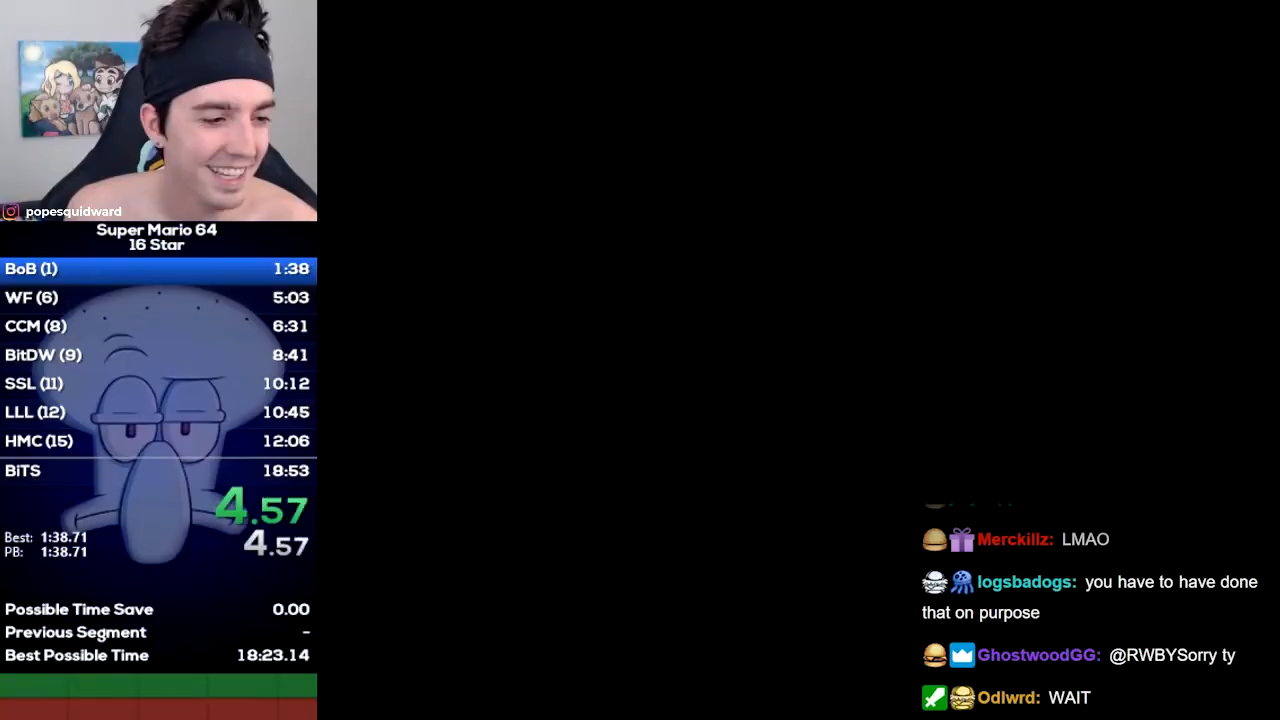 popesquidward
Super Mario 64
16 Star
BoB (1) 1:38
WF (6) 5:03
CCM (8) 6:31
BitDW (9) 8:41
SSL (11) 10:12
LLL (12) 10:45
HMC (15) 12:06
BiTS 18:53
4.57
Best: 1:38.71 4.57
PB: 1:38.71
Possible Time Save 0.00
Previous Segment -
Best Possible Time 18:23.14
Merckillz: LMAO
logsbadogs: you have to have done
that on purpose
GhostwoodGG: @RWBYSorry ty
Odlwrd: WAIT